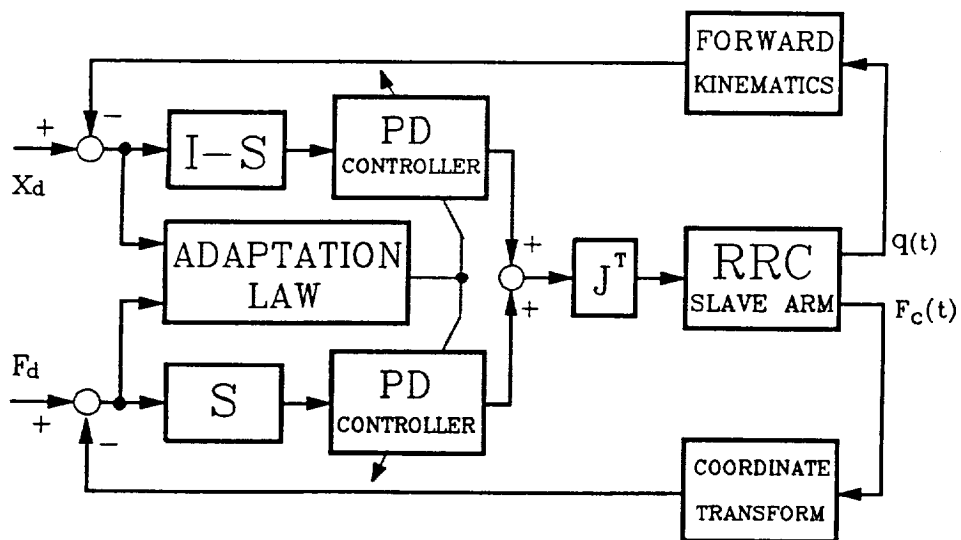 FORWARD
KINEMATICS
+
−
Xd
I-S
PD
CONTROLLER
ADAPTATION
LAW
+
+
J^T
RRC
SLAVE ARM
q(t)
Fc(t)
Fd
+
−
S
PD
CONTROLLER
COORDINATE
TRANSFORM